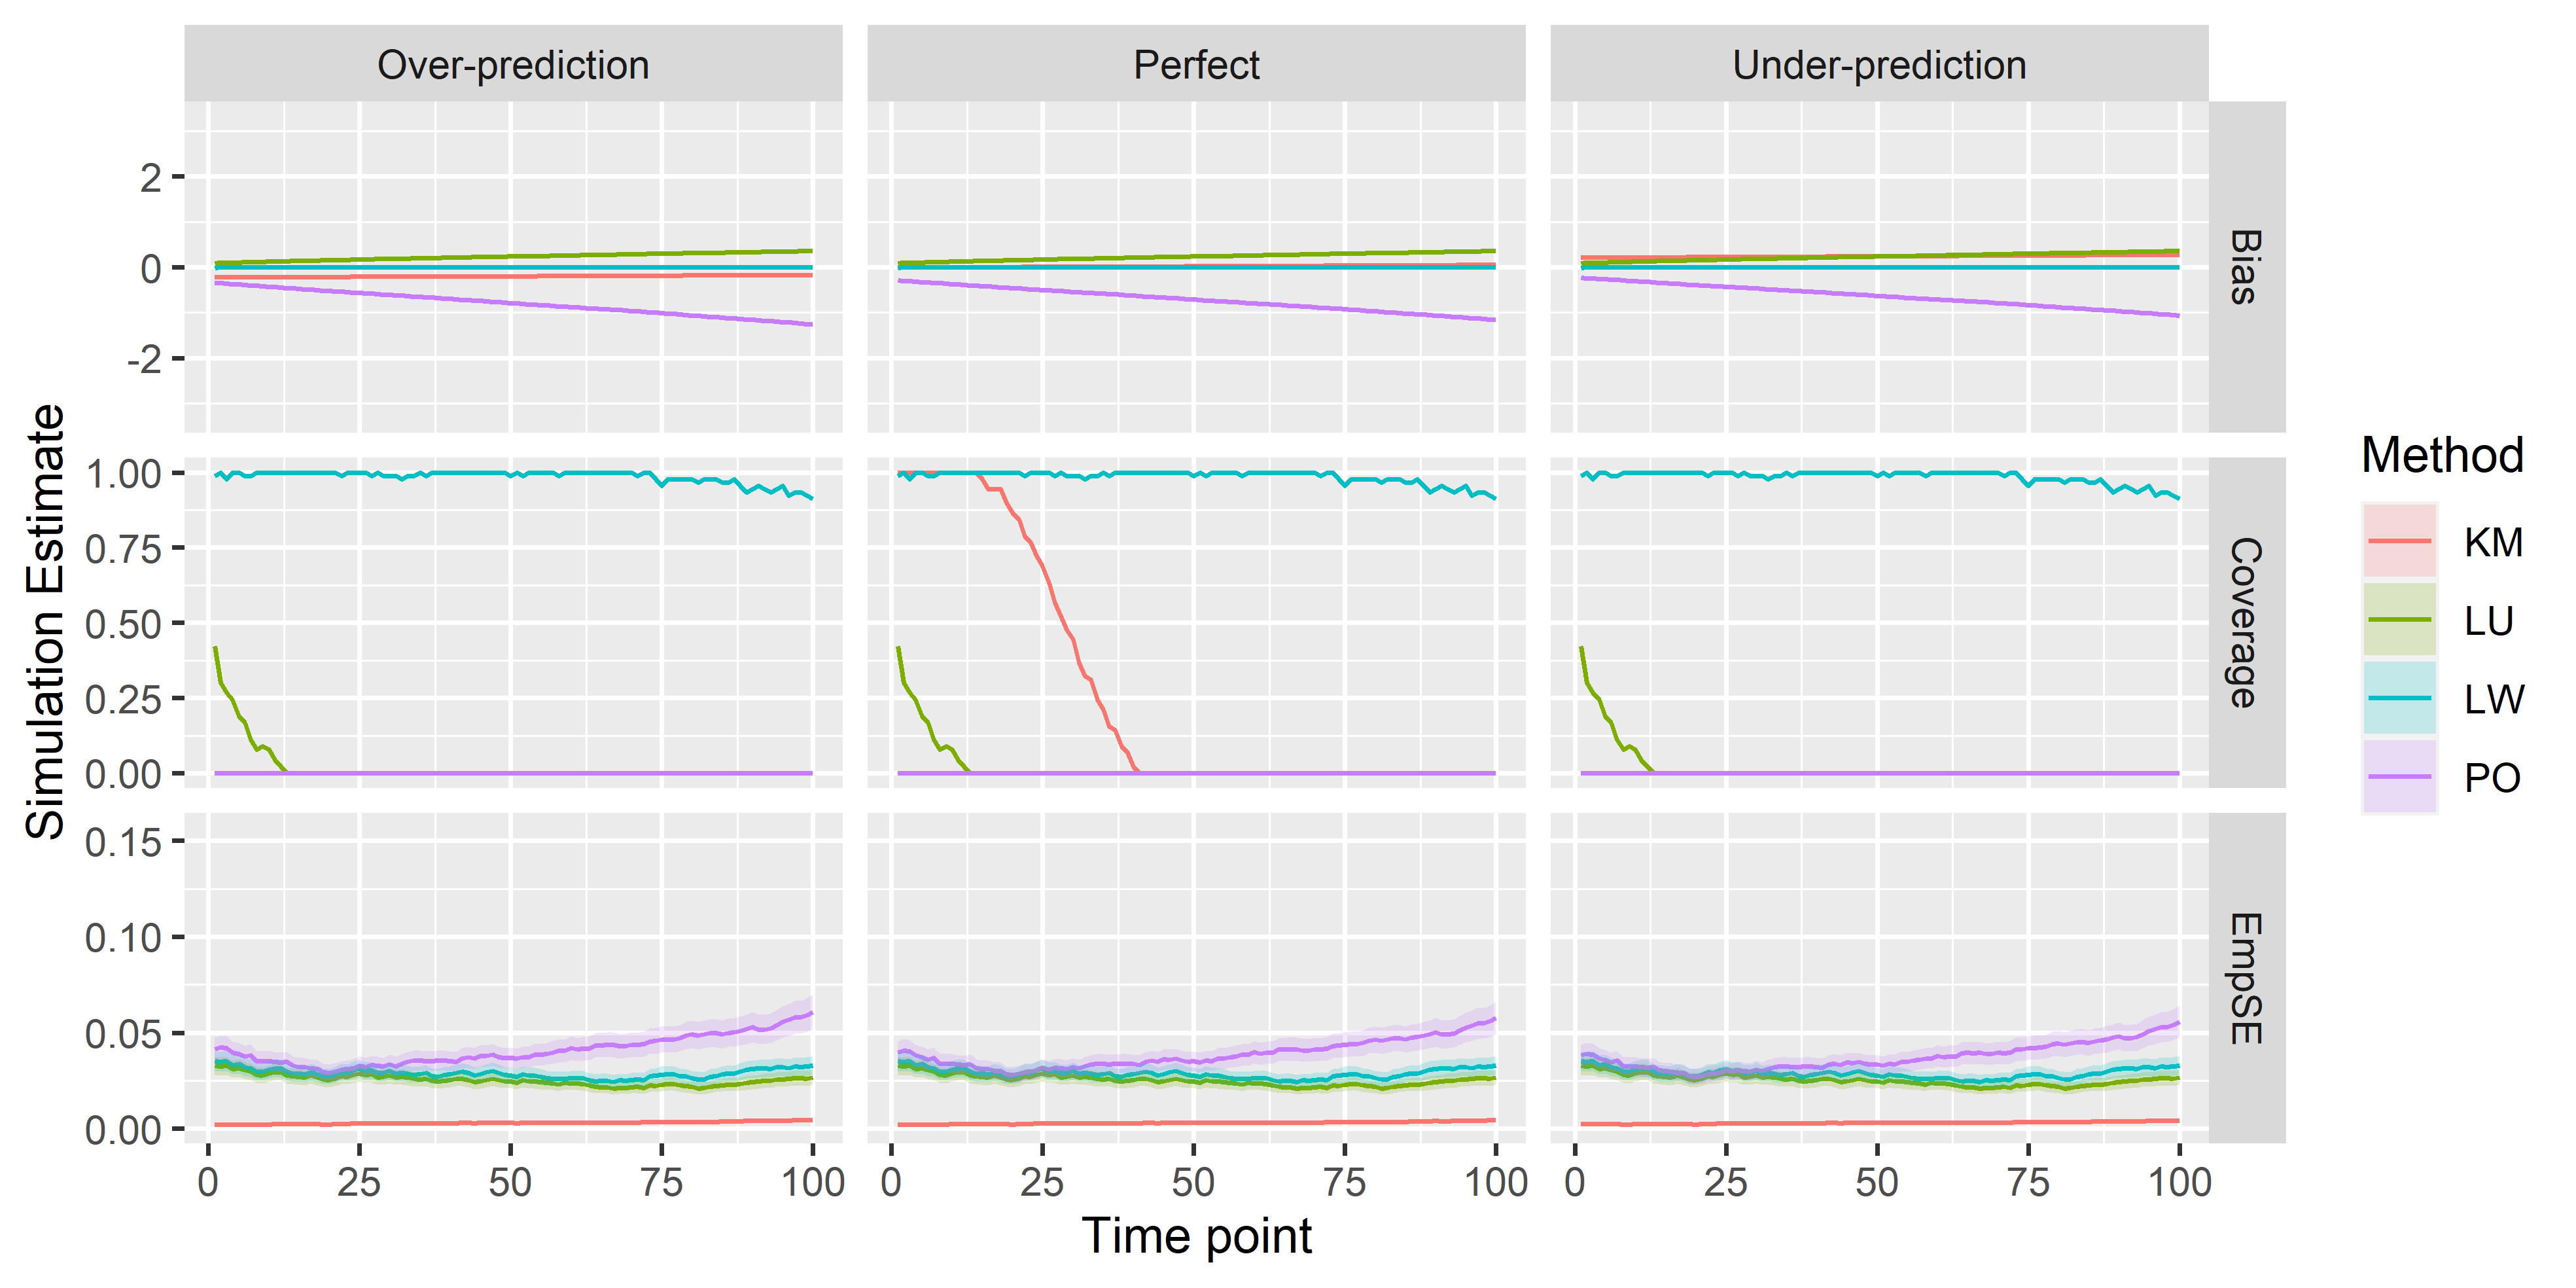 Over-prediction
Perfect
Under-prediction
2
0
-2
Bias
1.00
0.75
0.50
0.25
0.00
Coverage
0.15
0.10
0.05
0.00
EmpSE
0 25 50 75 100
0 25 50 75 100
0 25 50 75 100
Time point
Simulation Estimate
Method
KM
LU
LW
PO